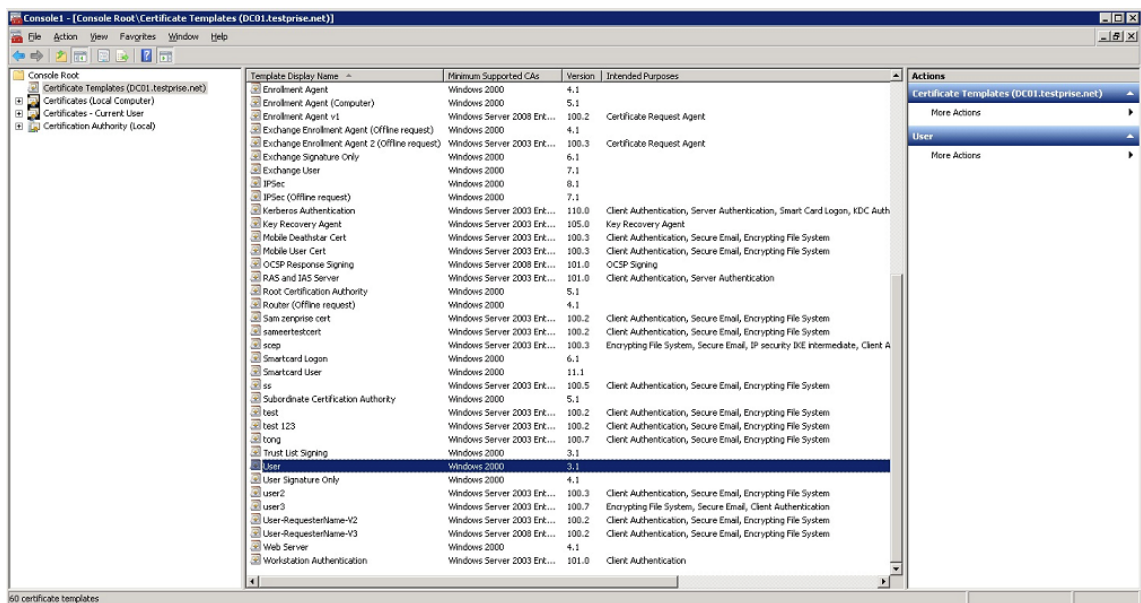 Console1 - [Console Root\Certificate Templates (DC01.testprise.net)]
File Action View Favorites Window Help
Console Root
Certificate Templates (DC01.testprise.net)
Certificates (Local Computer)
Certificates - Current User
Certification Authority (Local)
Template Display Name Minimum Supported CAs Version Intended Purposes
Enrollment Agent Windows 2000 4.1
Enrollment Agent (Computer) Windows 2000 5.1
Enrollment Agent v1 Windows Server 2008 Ent... 100.2 Certificate Request Agent
Exchange Enrollment Agent (Offline request) Windows 2000 4.1
Exchange Enrollment Agent 2 (Offline request) Windows Server 2003 Ent... 100.3 Certificate Request Agent
Exchange Signature Only Windows 2000 6.1
Exchange User Windows 2000 7.1
IPSec Windows 2000 8.1
IPSec (Offline request) Windows 2000 7.1
Kerberos Authentication Windows Server 2003 Ent... 110.0 Client Authentication, Server Authentication, Smart Card Logon, KDC Auth
Key Recovery Agent Windows Server 2003 Ent... 105.0 Key Recovery Agent
Mobile Deathstar Cert Windows Server 2003 Ent... 100.3 Client Authentication, Secure Email, Encrypting File System
Mobile User Cert Windows Server 2003 Ent... 100.3 Client Authentication, Secure Email, Encrypting File System
OCSP Response Signing Windows Server 2008 Ent... 101.0 OCSP Signing
RAS and IAS Server Windows Server 2003 Ent... 101.0 Client Authentication, Server Authentication
Root Certification Authority Windows 2000 5.1
Router (Offline request) Windows 2000 4.1
Sam zenprise cert Windows Server 2003 Ent... 100.2 Client Authentication, Secure Email, Encrypting File System
sameertestcert Windows Server 2003 Ent... 100.2 Client Authentication, Secure Email, Encrypting File System
scep Windows Server 2003 Ent... 100.3 Encrypting File System, Secure Email, IP security IKE intermediate, Client A
Smartcard Logon Windows 2000 6.1
Smartcard User Windows 2000 11.1
ss Windows Server 2003 Ent... 100.5 Client Authentication, Secure Email, Encrypting File System
Subordinate Certification Authority Windows 2000 5.1
test Windows Server 2003 Ent... 100.2 Client Authentication, Secure Email, Encrypting File System
test 123 Windows Server 2003 Ent... 100.2 Client Authentication, Secure Email, Encrypting File System
tong Windows Server 2003 Ent... 100.7 Client Authentication, Secure Email, Encrypting File System
Trust List Signing Windows 2000 3.1
User Windows 2000 3.1
User Signature Only Windows 2000 4.1
user2 Windows Server 2003 Ent... 100.3 Client Authentication, Secure Email, Encrypting File System
user3 Windows Server 2003 Ent... 100.7 Encrypting File System, Secure Email, Client Authentication
User-RequesterName-V2 Windows Server 2003 Ent... 100.2 Client Authentication, Secure Email, Encrypting File System
User-RequesterName-V3 Windows Server 2008 Ent... 100.2 Client Authentication, Secure Email, Encrypting File System
Web Server Windows 2000 4.1
Workstation Authentication Windows Server 2003 Ent... 101.0 Client Authentication
Actions
Certificate Templates (DC01.testprise.net)
More Actions
User
More Actions
60 certificate templates